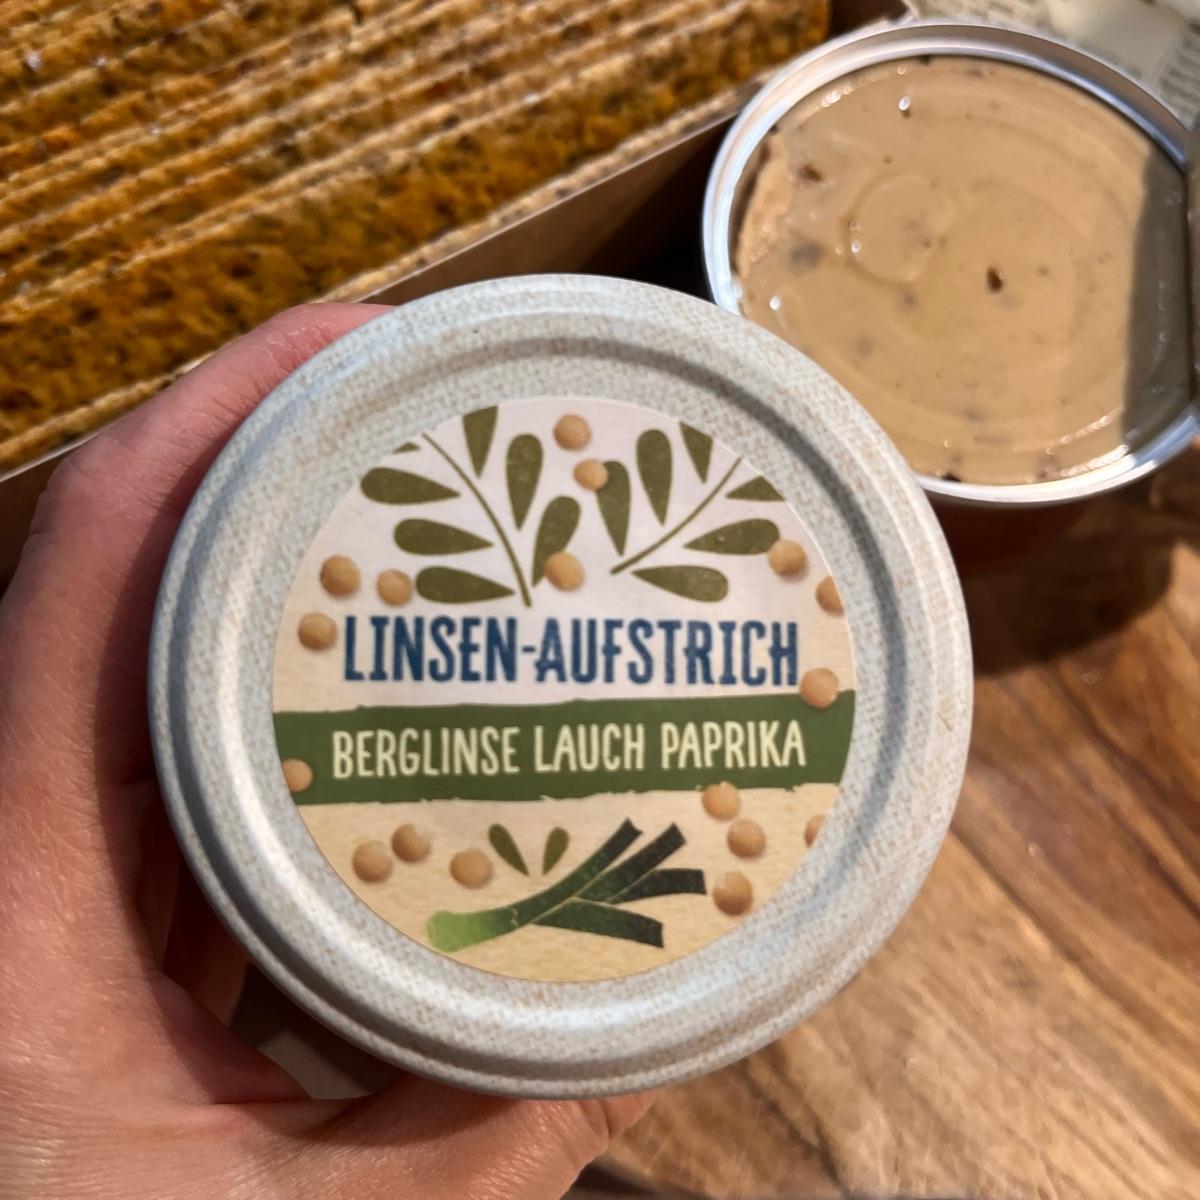 LINSEN-AUFSTRICH
BERGLINSE LAUCH PAPRIKA